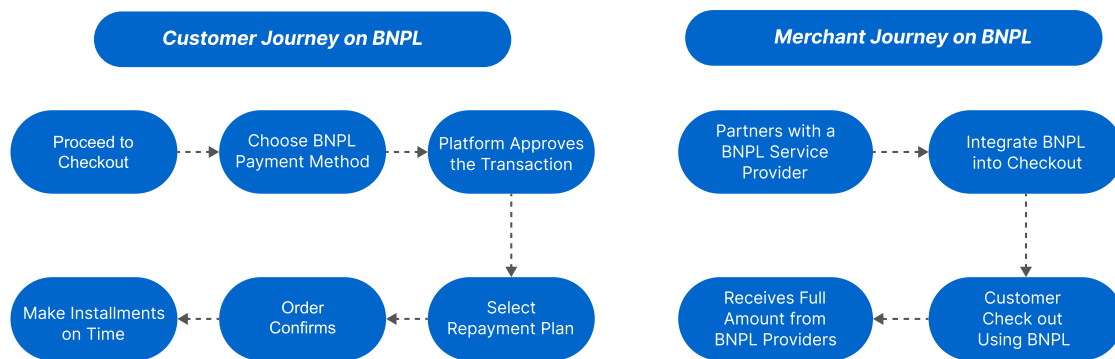 Customer Journey on BNPL
Proceed to
Checkout
Choose BNPL
Payment Method
Platform Approves
the Transaction
Select
Repayment Plan
Order
Confirms
Make Installments
on Time
Merchant Journey on BNPL
Partners with a
BNPL Service
Provider
Integrate BNPL
into Checkout
Customer
Check out
Using BNPL
Receives Full
Amount from
BNPL Providers